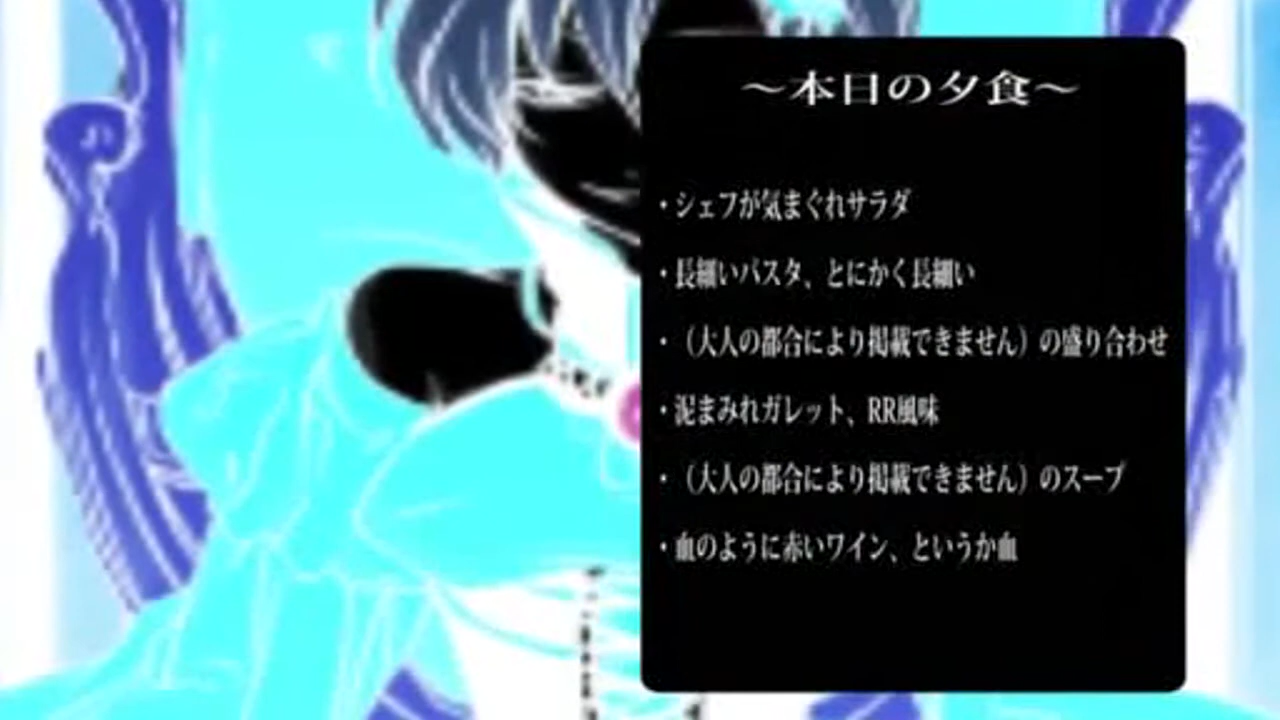 ～本日の夕食～
・シェフが気まぐれサラダ
・長細いパスタ、とにかく長細い
・（大人の都合により掲載できません）の盛り合わせ
・泥まみれガレット、RR風味
・（大人の都合により掲載できません）のスープ
・血のように赤いワイン、というか血